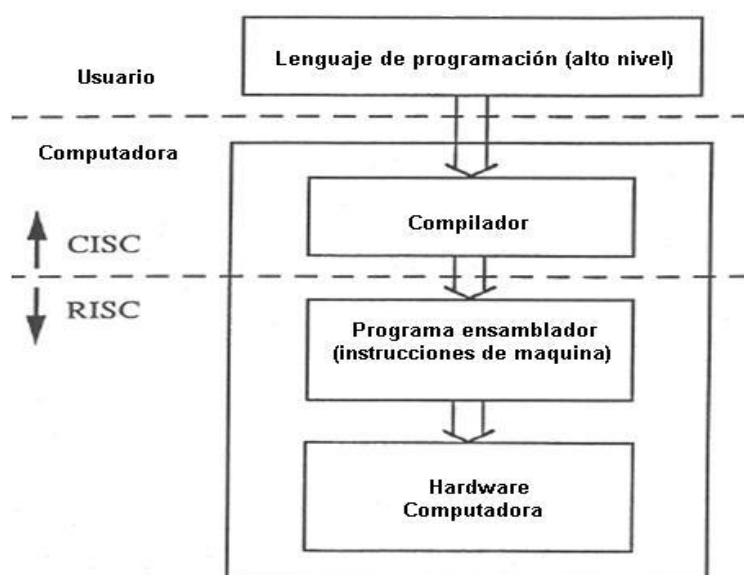 Lenguaje de programación (alto nivel)
Usuario
Computadora
Compilador
CISC
RISC
Programa ensamblador
(instrucciones de maquina)
Hardware
Computadora